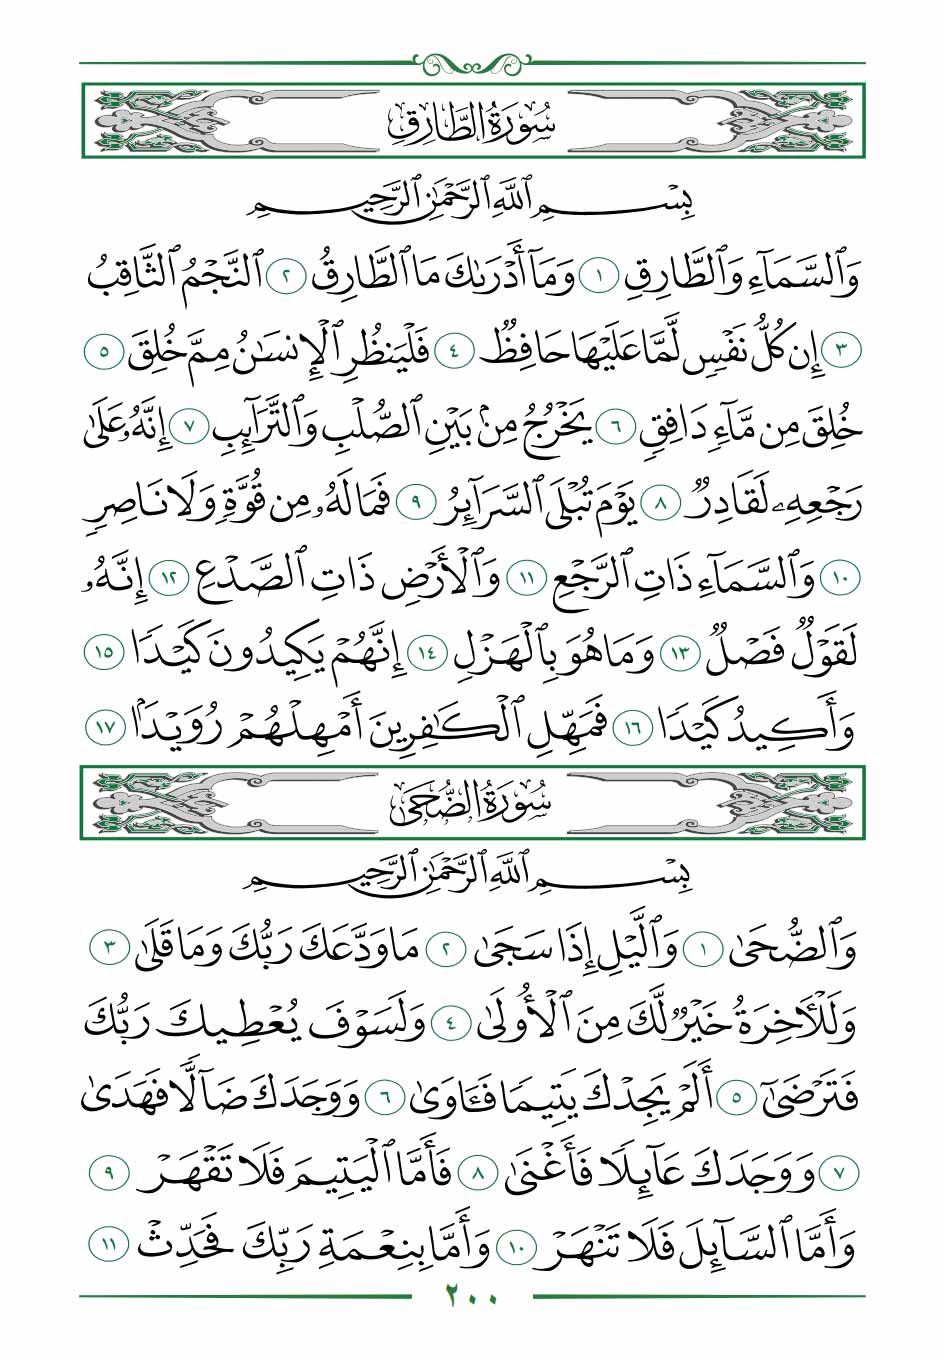 سُورَةُ الطَّارِقِ
بِسْمِ ٱللَّهِ ٱلرَّحْمَٰنِ ٱلرَّحِيمِ
وَٱلسَّمَآءِ وَٱلطَّارِقِ ١ وَمَآ أَدْرَىٰكَ مَا ٱلطَّارِقُ ٢ ٱلنَّجْمُ ٱلثَّاقِبُ
٣ إِن كُلُّ نَفْسٍ لَّمَّا عَلَيْهَا حَافِظٌ ٤ فَلْيَنظُرِ ٱلْإِنسَٰنُ مِمَّ خُلِقَ ٥
خُلِقَ مِن مَّآءٍ دَافِقٍ ٦ يَخْرُجُ مِنۢ بَيْنِ ٱلصُّلْبِ وَٱلتَّرَآئِبِ ٧ إِنَّهُۥ عَلَىٰ
رَجْعِهِۦ لَقَادِرٌ ٨ يَوْمَ تُبْلَى ٱلسَّرَآئِرُ ٩ فَمَا لَهُۥ مِن قُوَّةٍ وَلَا نَاصِرٍ
١٠ وَٱلسَّمَآءِ ذَاتِ ٱلرَّجْعِ ١١ وَٱلْأَرْضِ ذَاتِ ٱلصَّدْعِ ١٢ إِنَّهُۥ
لَقَوْلٌ فَصْلٌ ١٣ وَمَا هُوَ بِٱلْهَزْلِ ١٤ إِنَّهُمْ يَكِيدُونَ كَيْدًا ١٥
وَأَكِيدُ كَيْدًا ١٦ فَمَهِّلِ ٱلْكَٰفِرِينَ أَمْهِلْهُمْ رُوَيْدًۢا ١٧
سُورَةُ الضُّحَىٰ
بِسْمِ ٱللَّهِ ٱلرَّحْمَٰنِ ٱلرَّحِيمِ
وَٱلضُّحَىٰ ١ وَٱلَّيْلِ إِذَا سَجَىٰ ٢ مَا وَدَّعَكَ رَبُّكَ وَمَا قَلَىٰ ٣
وَلَلْءَاخِرَةُ خَيْرٌ لَّكَ مِنَ ٱلْأُولَىٰ ٤ وَلَسَوْفَ يُعْطِيكَ رَبُّكَ
فَتَرْضَىٰٓ ٥ أَلَمْ يَجِدْكَ يَتِيمًا فَـَٔاوَىٰ ٦ وَوَجَدَكَ ضَآلًّا فَهَدَىٰ
٧ وَوَجَدَكَ عَآئِلًا فَأَغْنَىٰ ٨ فَأَمَّا ٱلْيَتِيمَ فَلَا تَقْهَرْ ٩
وَأَمَّا ٱلسَّآئِلَ فَلَا تَنْهَرْ ١٠ وَأَمَّا بِنِعْمَةِ رَبِّكَ فَحَدِّثْ ١١
٢٠٠